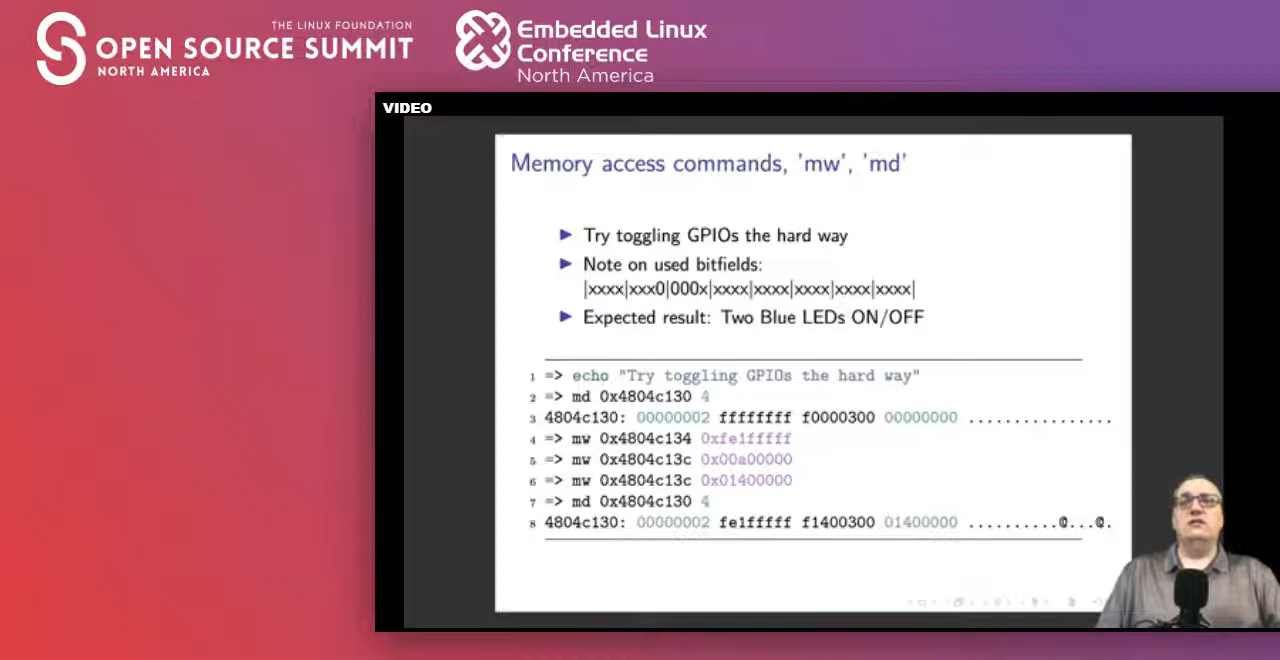 THE LINUX FOUNDATION
OPEN SOURCE SUMMIT
NORTH AMERICA
Embedded Linux
Conference
North America
VIDEO
Memory access commands, 'mw', 'md'
▶ Try toggling GPIOs the hard way
▶ Note on used bitfields:
|xxxx|xxx0|000x|xxxx|xxxx|xxxx|xxxx|xxxx|
▶ Expected result: Two Blue LEDs ON/OFF
1 => echo "Try toggling GPIOs the hard way"
2 => md 0x4804c130 4
3 4804c130: 00000002 ffffffff f0000300 00000000 ................
4 => mw 0x4804c134 0xfe1fffff
5 => mw 0x4804c13c 0x00a00000
6 => mw 0x4804c13c 0x01400000
7 => md 0x4804c130 4
8 4804c130: 00000002 fe1fffff f1400300 01400000 ..........@...@.